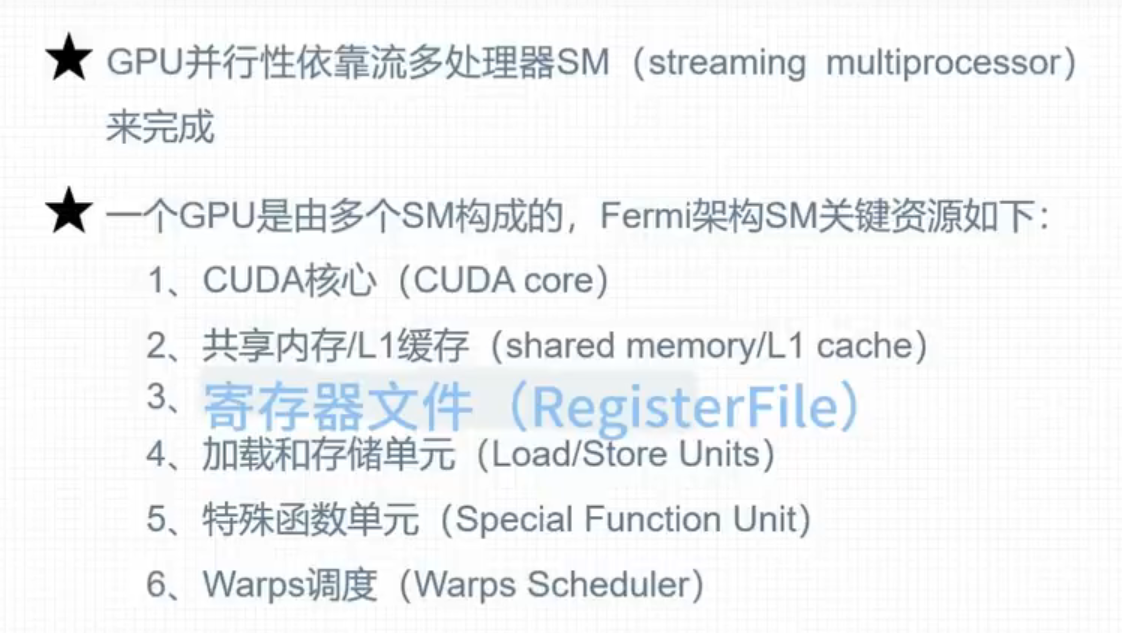 ★ GPU并行性依靠流多处理器SM（streaming multiprocessor）
来完成
★ 一个GPU是由多个SM构成的，Fermi架构SM关键资源如下：
1、CUDA核心（CUDA core）
2、共享内存/L1缓存（shared memory/L1 cache）
3、寄存器文件（RegisterFile）
4、加载和存储单元（Load/Store Units）
5、特殊函数单元（Special Function Unit）
6、Warps调度（Warps Scheduler）